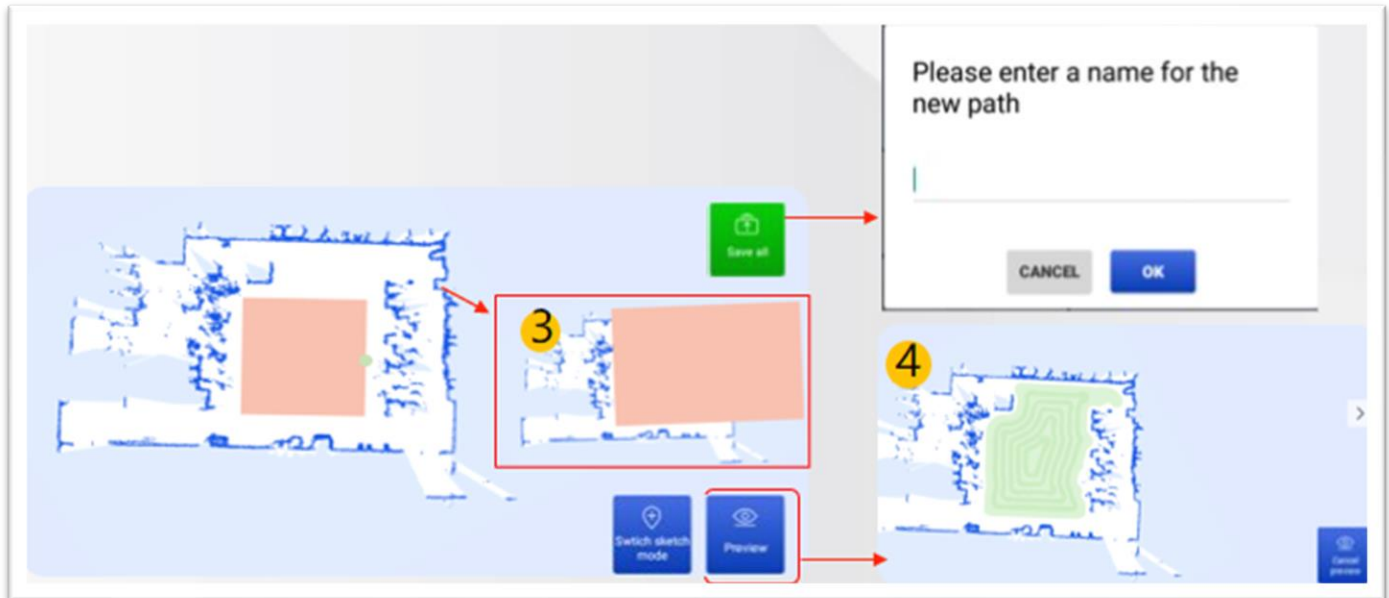 Please enter a name for the
new path
Save all
CANCEL
OK
3
4
Swtich sketch
mode
Preview
Cancel
preview